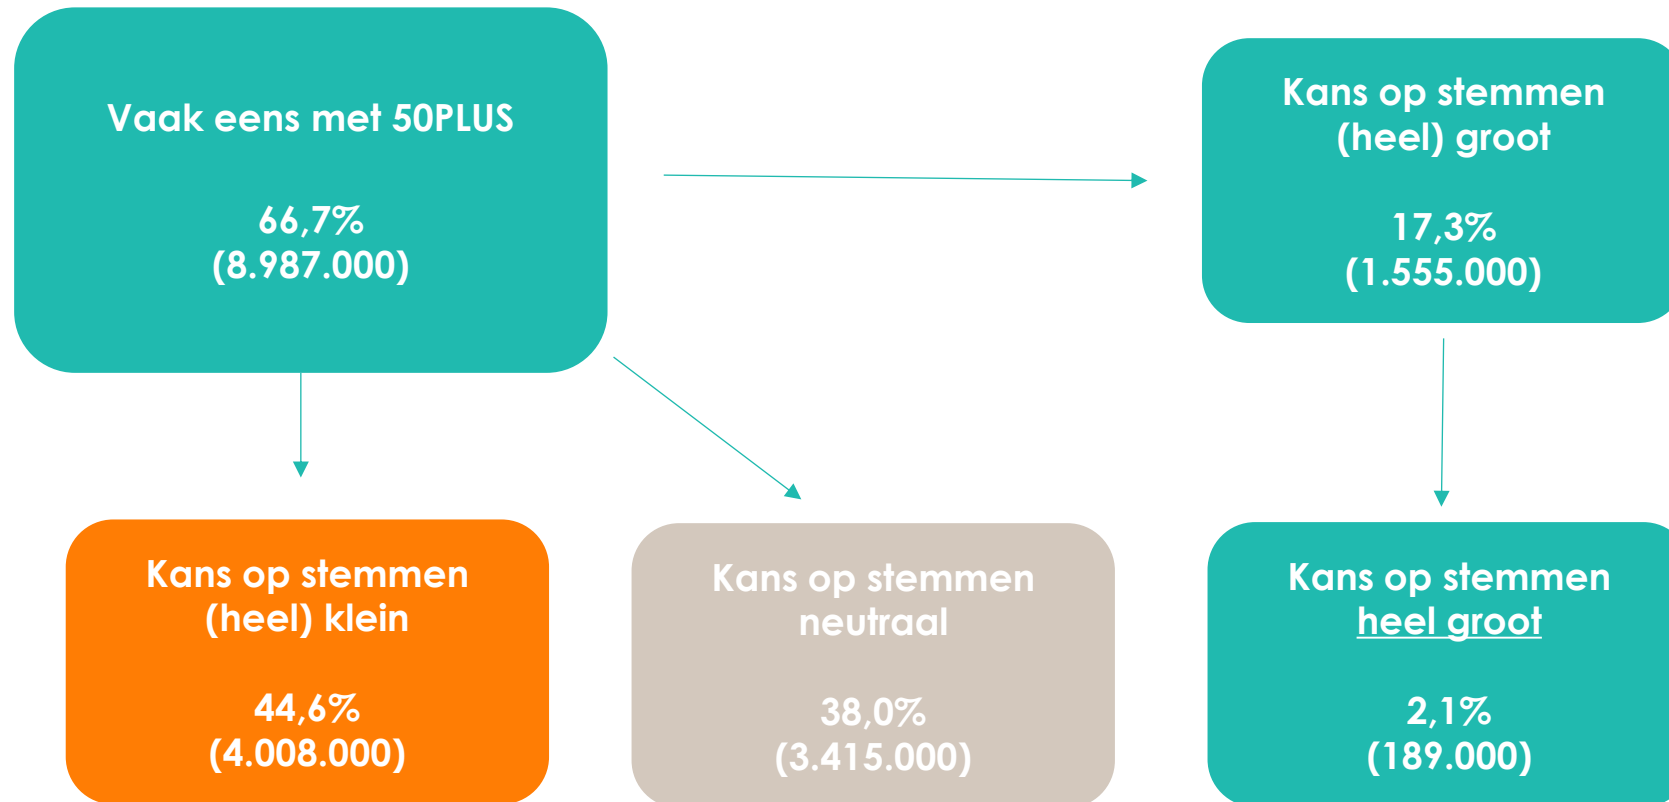 Vaak eens met 50PLUS
66,7%
(8.987.000)
Kans op stemmen
(heel) groot
17,3%
(1.555.000)
Kans op stemmen
(heel) klein
44,6%
(4.008.000)
Kans op stemmen
neutraal
38,0%
(3.415.000)
Kans op stemmen
heel groot
2,1%
(189.000)